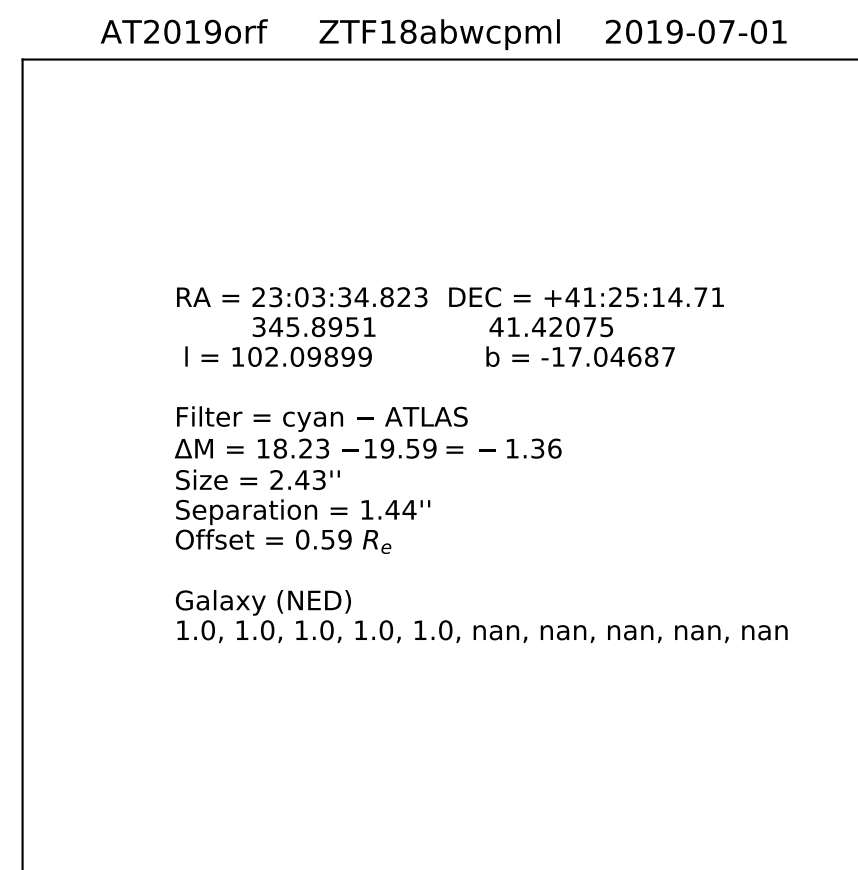 AT2019orf ZTF18abwcpml 2019-07-01
RA = 23:03:34.823 DEC = +41:25:14.71
345.8951 41.42075
l = 102.09899 b = -17.04687
Filter = cyan − ATLAS
ΔM = 18.23 −19.59 = − 1.36
Size = 2.43''
Separation = 1.44''
Offset = 0.59 Rₑ
Galaxy (NED)
1.0, 1.0, 1.0, 1.0, 1.0, nan, nan, nan, nan, nan